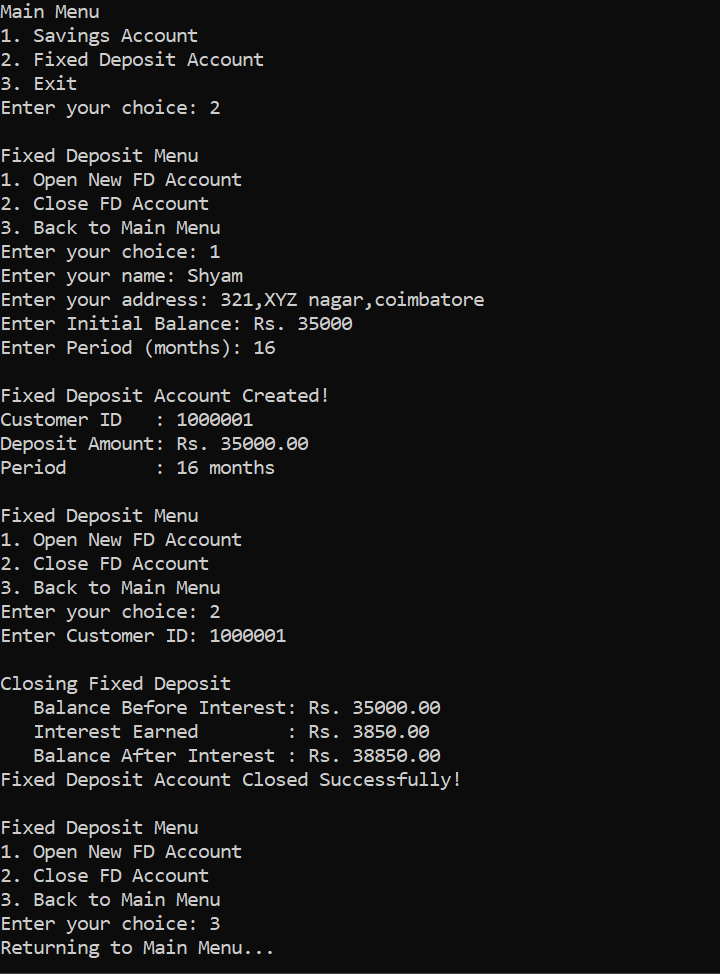 Main Menu
1. Savings Account
2. Fixed Deposit Account
3. Exit
Enter your choice: 2

Fixed Deposit Menu
1. Open New FD Account
2. Close FD Account
3. Back to Main Menu
Enter your choice: 1
Enter your name: Shyam
Enter your address: 321,XYZ nagar,coimbatore
Enter Initial Balance: Rs. 35000
Enter Period (months): 16

Fixed Deposit Account Created!
Customer ID   : 1000001
Deposit Amount: Rs. 35000.00
Period        : 16 months

Fixed Deposit Menu
1. Open New FD Account
2. Close FD Account
3. Back to Main Menu
Enter your choice: 2
Enter Customer ID: 1000001

Closing Fixed Deposit
   Balance Before Interest: Rs. 35000.00
   Interest Earned        : Rs. 3850.00
   Balance After Interest : Rs. 38850.00
Fixed Deposit Account Closed Successfully!

Fixed Deposit Menu
1. Open New FD Account
2. Close FD Account
3. Back to Main Menu
Enter your choice: 3
Returning to Main Menu...